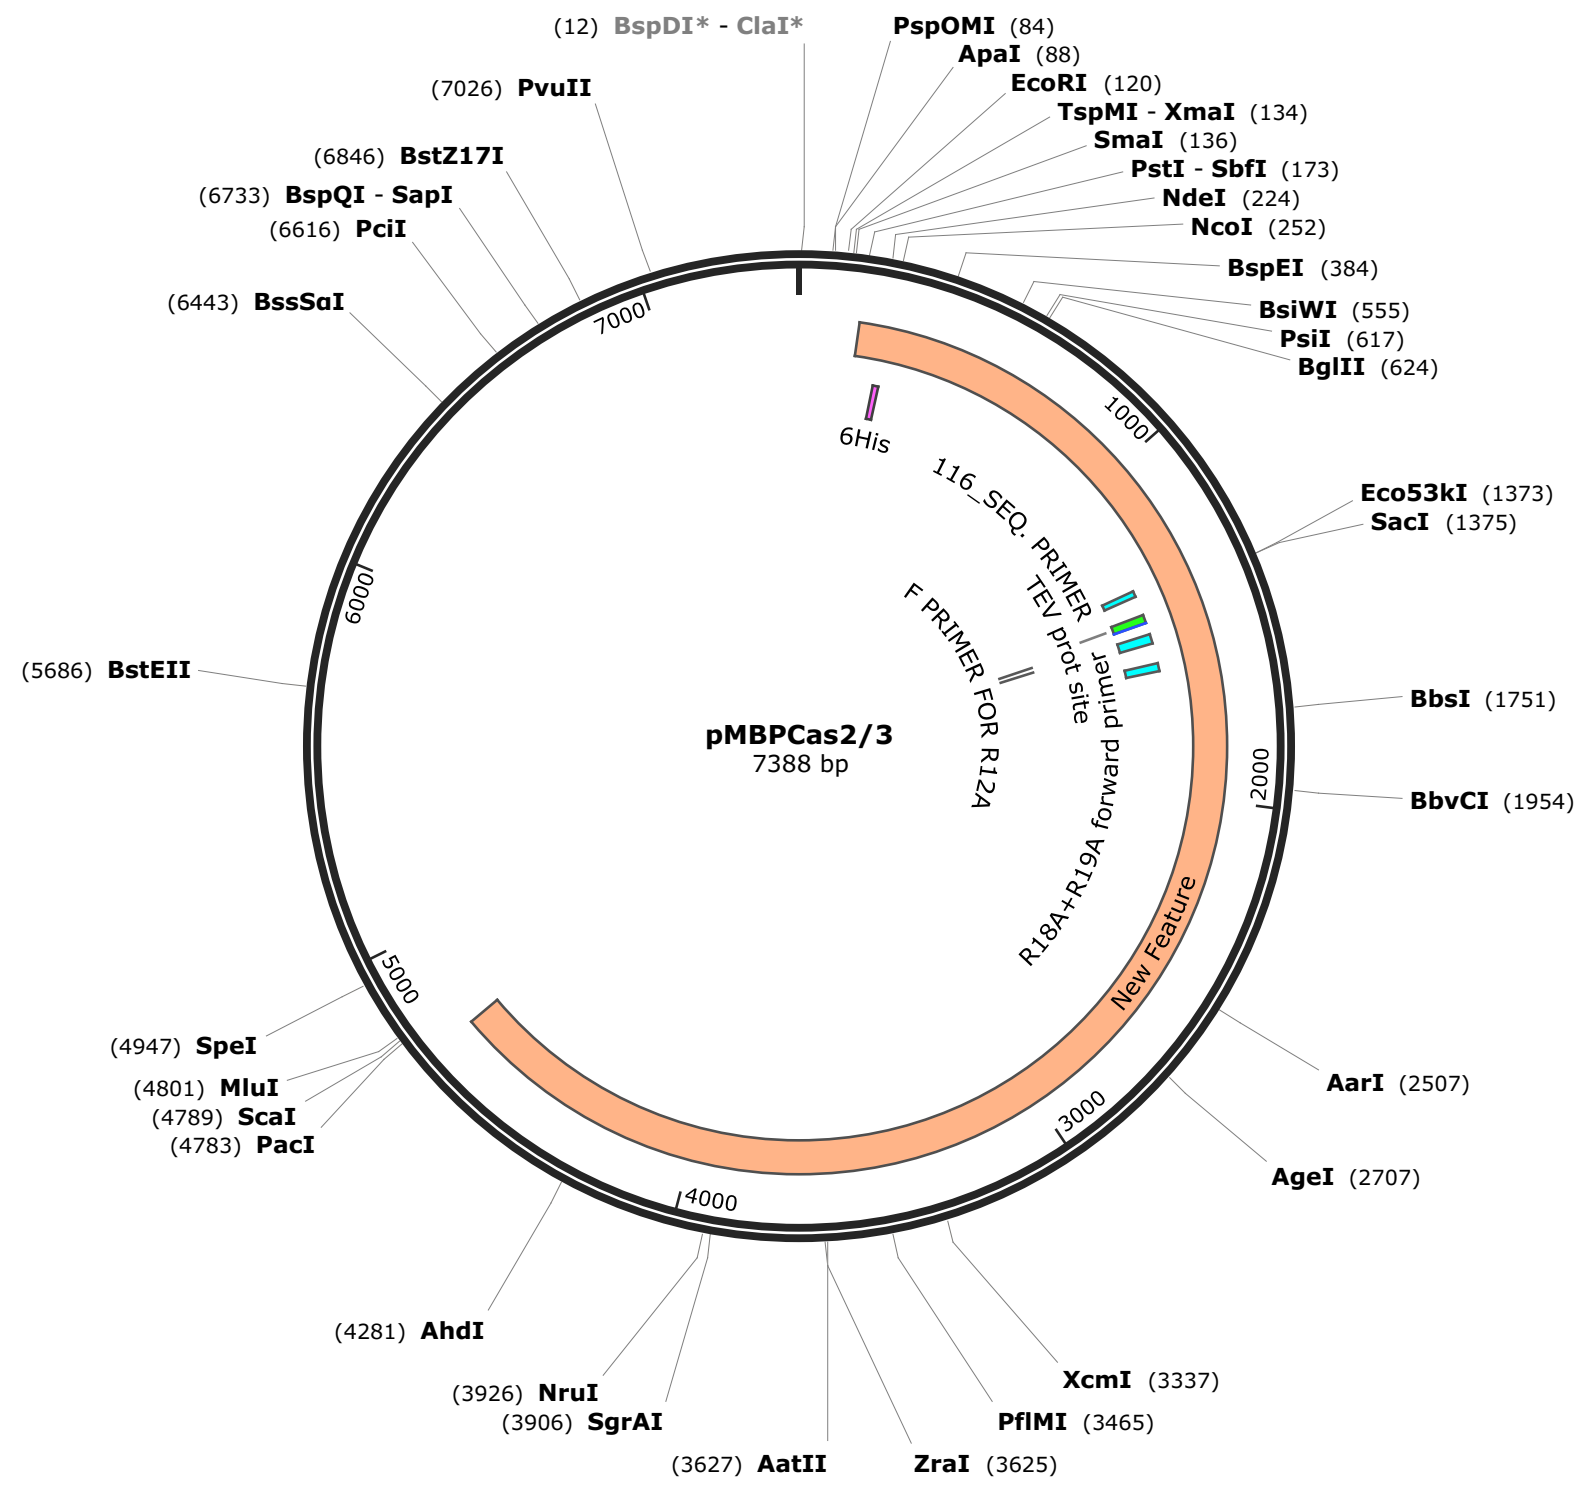 (12) BspDI* - ClaI*
PspOMI (84)
ApaI (88)
EcoRI (120)
TspMI - XmaI (134)
SmaI (136)
PstI - SbfI (173)
NdeI (224)
NcoI (252)
BspEI (384)
BsiWI (555)
PsiI (617)
BglII (624)
Eco53kI (1373)
SacI (1375)
BbsI (1751)
BbvCI (1954)
AarI (2507)
AgeI (2707)
XcmI (3337)
PflMI (3465)
ZraI (3625)
(3627) AatII
(3906) SgrAI
(3926) NruI
(4281) AhdI
(4783) PacI
(4789) ScaI
(4801) MluI
(4947) SpeI
(5686) BstEII
(6443) BssSαI
(6616) PciI
(6733) BspQI - SapI
(6846) BstZ17I
(7026) PvuII
1000
2000
3000
4000
5000
6000
7000
6His
116_SEQ. PRIMER
TEV prot site
F PRIMER FOR R12A
R18A+R19A forward primer
New Feature
pMBPCas2/3
7388 bp